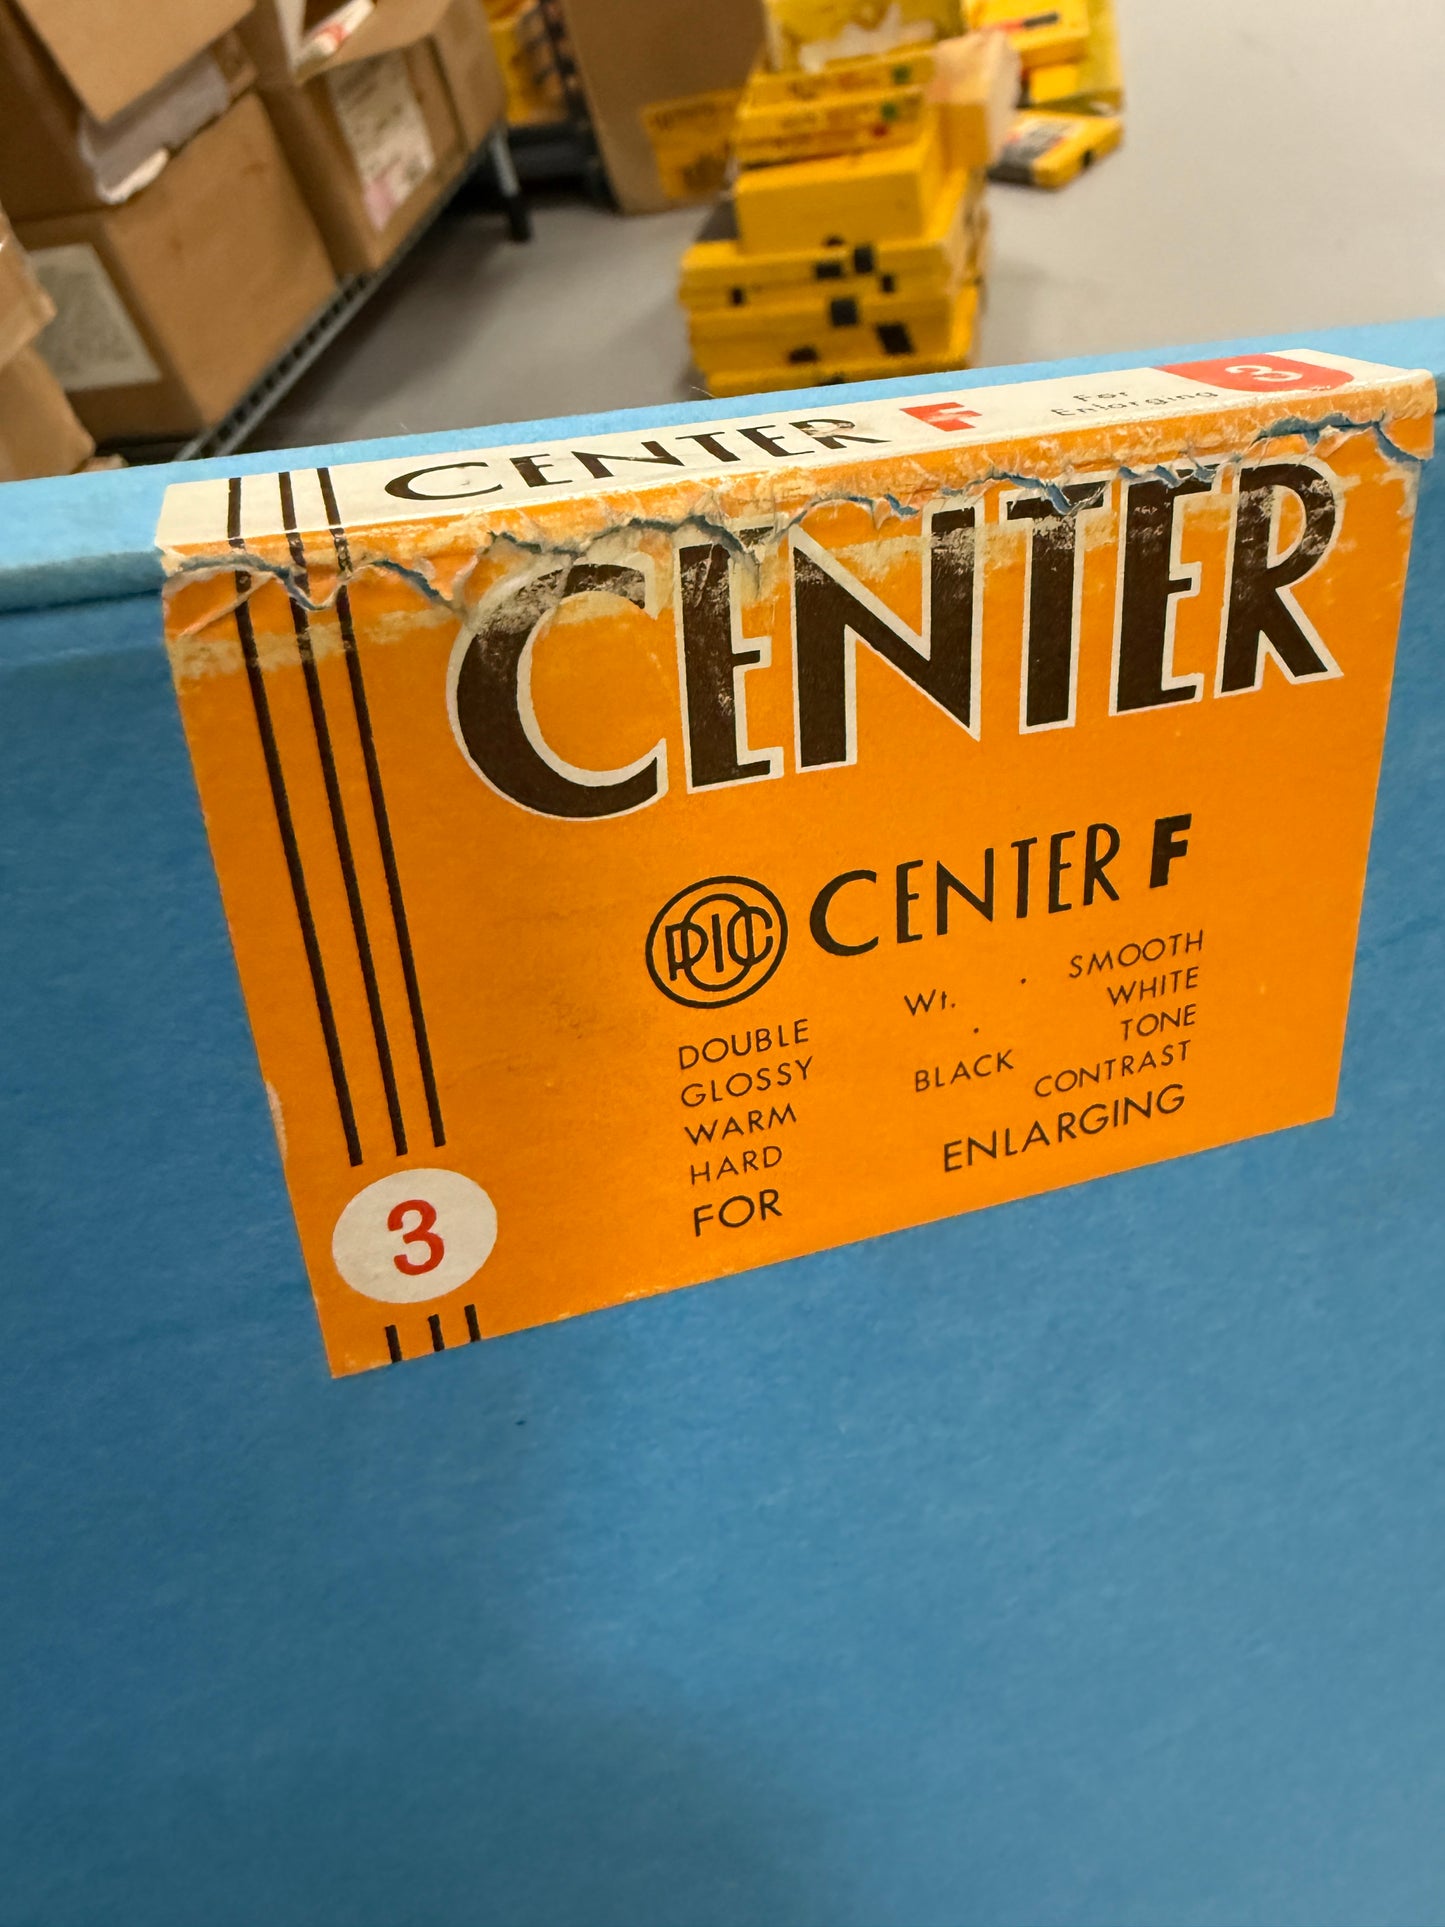 CENTER F
For
Enlarging
3
CENTER
PIC CENTER F
DOUBLE Wt. · SMOOTH
GLOSSY · WHITE
WARM BLACK TONE
HARD CONTRAST
FOR ENLARGING
3